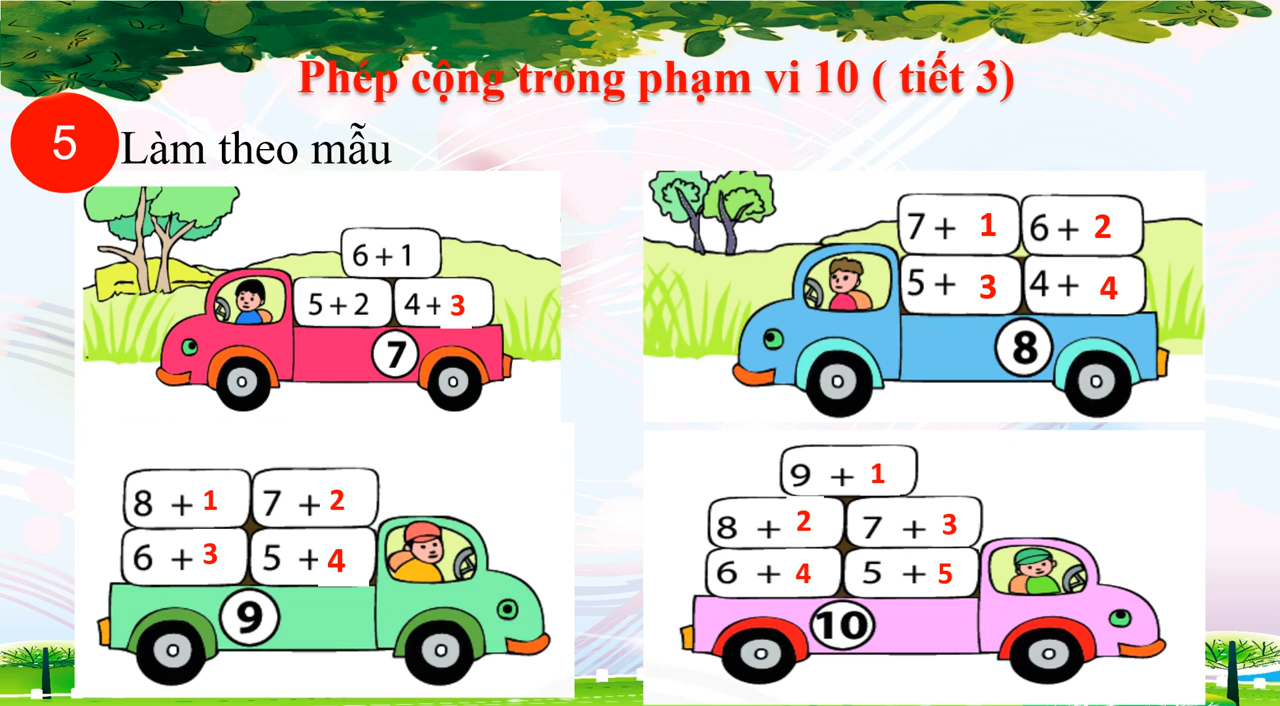 Phép cộng trong phạm vi 10 ( tiết 3)
5 Làm theo mẫu
6 + 1
5 + 2 4 + 3
7
7 + 1 6 + 2
5 + 3 4 + 4
8
8 + 1 7 + 2
6 + 3 5 + 4
9
9 + 1
8 + 2 7 + 3
6 + 4 5 + 5
10